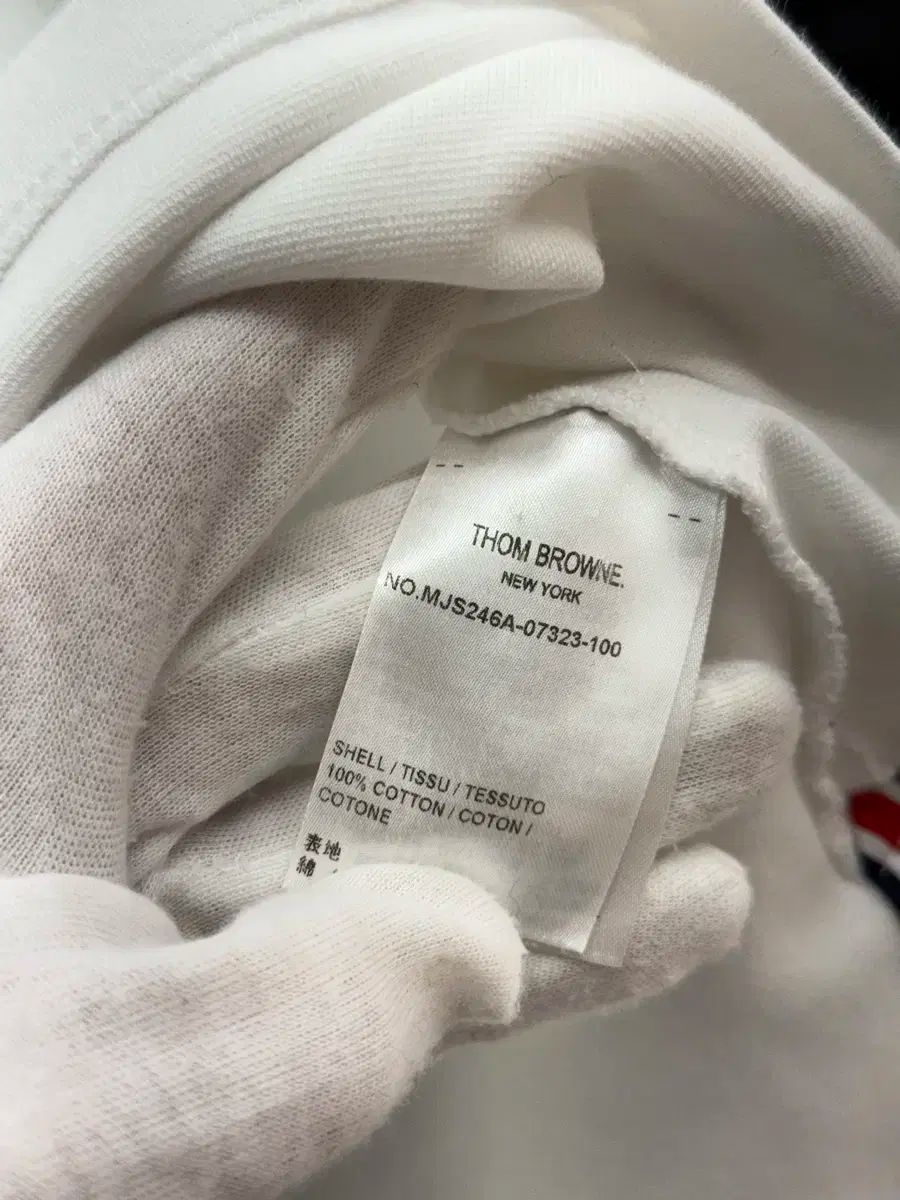 THOM BROWNE.
NEW YORK
NO.MJS246A-07323-100
SHELL / TISSU / TESSUTO
100% COTTON / COTON /
COTONE
表地
綿